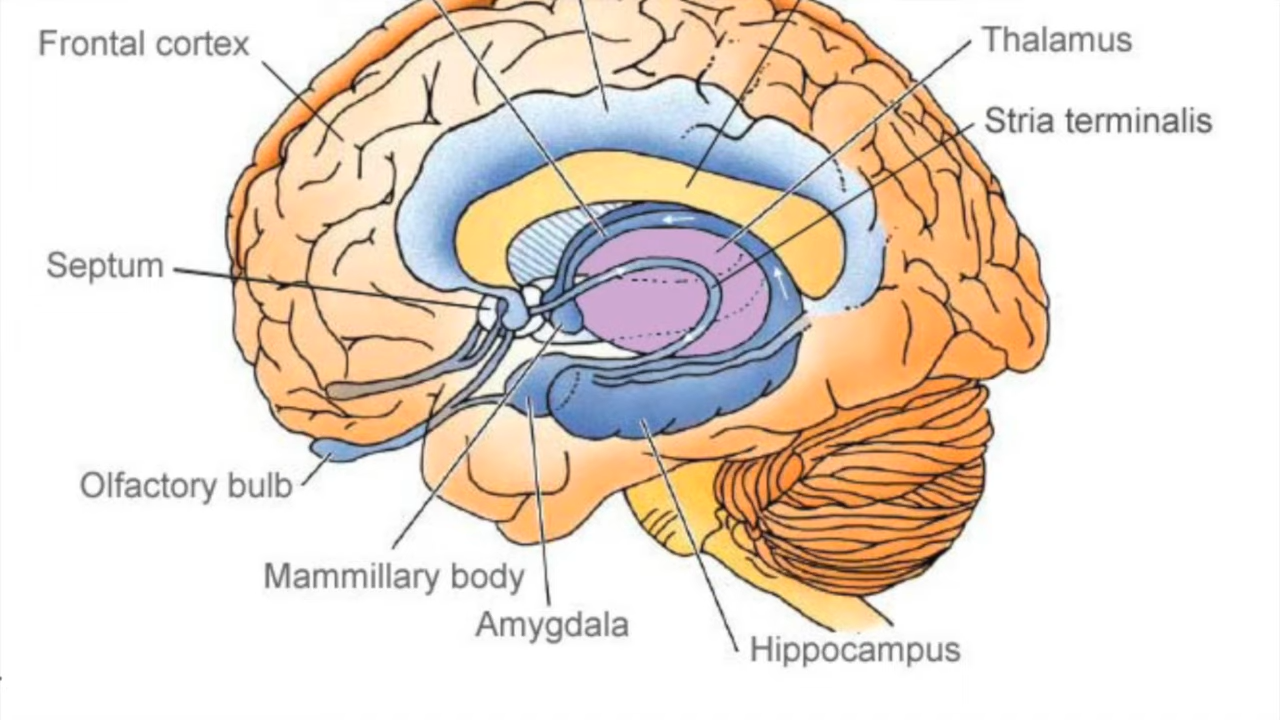 Frontal cortex
Thalamus
Stria terminalis
Septum
Olfactory bulb
Mammillary body
Amygdala
Hippocampus